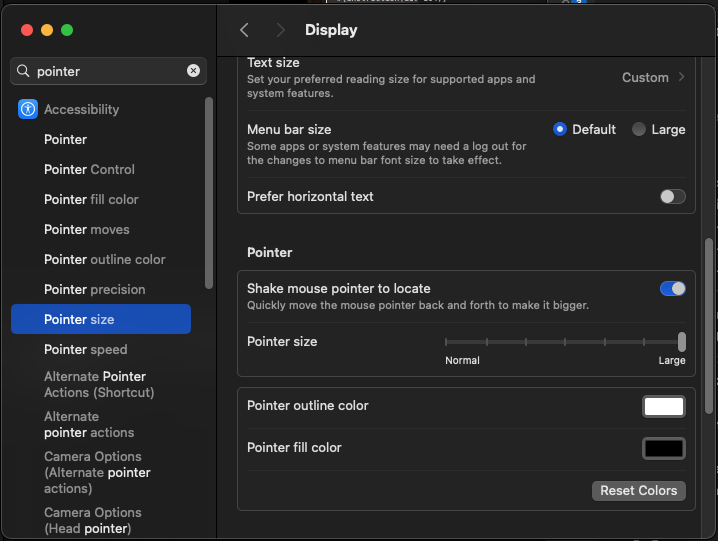 Display
pointer
Accessibility
Pointer
Pointer Control
Pointer fill color
Pointer moves
Pointer outline color
Pointer precision
Pointer size
Pointer speed
Alternate Pointer
Actions (Shortcut)
Alternate
pointer actions
Camera Options
(Alternate pointer
actions)
Camera Options
(Head pointer)
Text size
Set your preferred reading size for supported apps and
system features.
Custom
Menu bar size
Some apps or system features may need a log out for
the changes to menu bar font size to take effect.
Default
Large
Prefer horizontal text
Pointer
Shake mouse pointer to locate
Quickly move the mouse pointer back and forth to make it bigger.
Pointer size
Normal
Large
Pointer outline color
Pointer fill color
Reset Colors